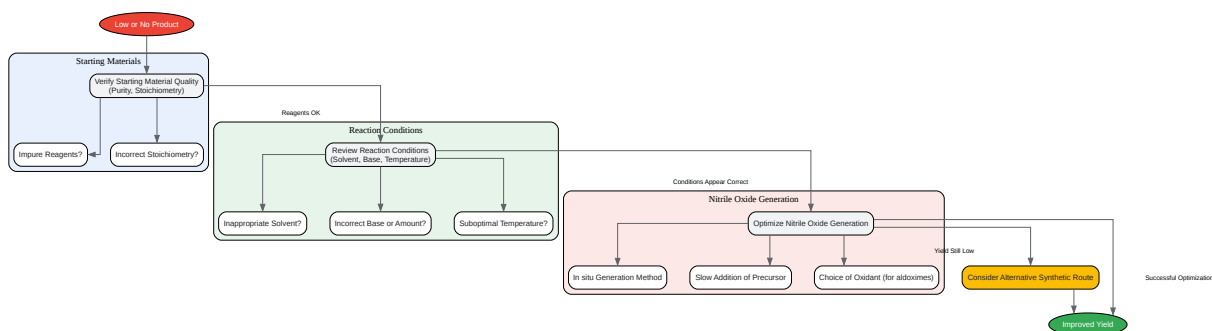 Low or No Product
Starting Materials
Verify Starting Material Quality
(Purity, Stoichiometry)
Reagents OK
Impure Reagents?
Incorrect Stoichiometry?
Reaction Conditions
Review Reaction Conditions
(Solvent, Base, Temperature)
Conditions Appear Correct
Inappropriate Solvent?
Incorrect Base or Amount?
Suboptimal Temperature?
Nitrile Oxide Generation
Optimize Nitrile Oxide Generation
Yield Still Low
In situ Generation Method
Slow Addition of Precursor
Choice of Oxidant (for aldoximes)
Consider Alternative Synthetic Route
Successful Optimization
Improved Yield